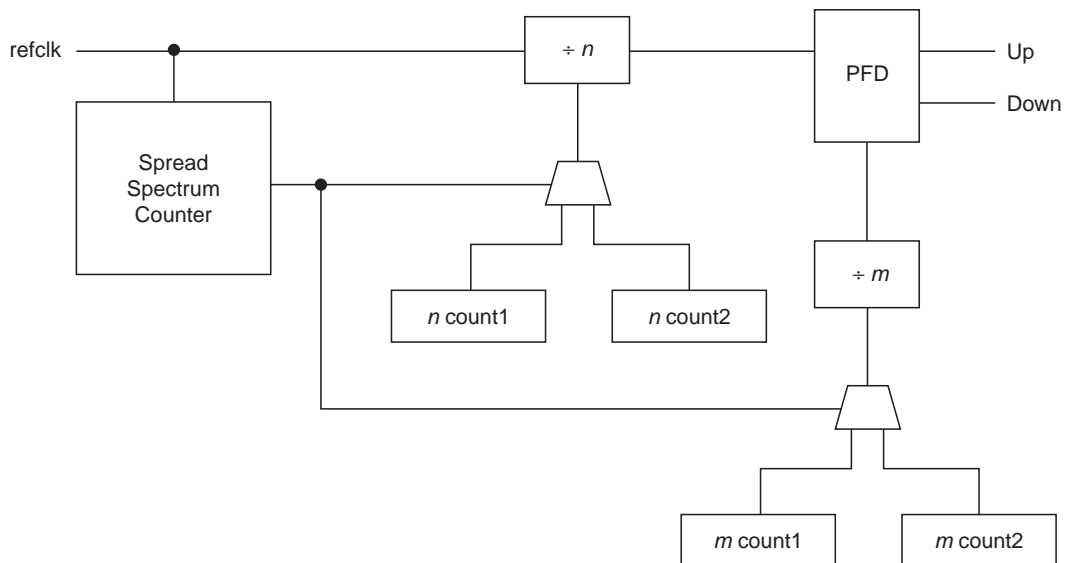 refclk
÷ n
PFD
Up
Down
Spread
Spectrum
Counter
÷ m
n count1
n count2
m count1
m count2